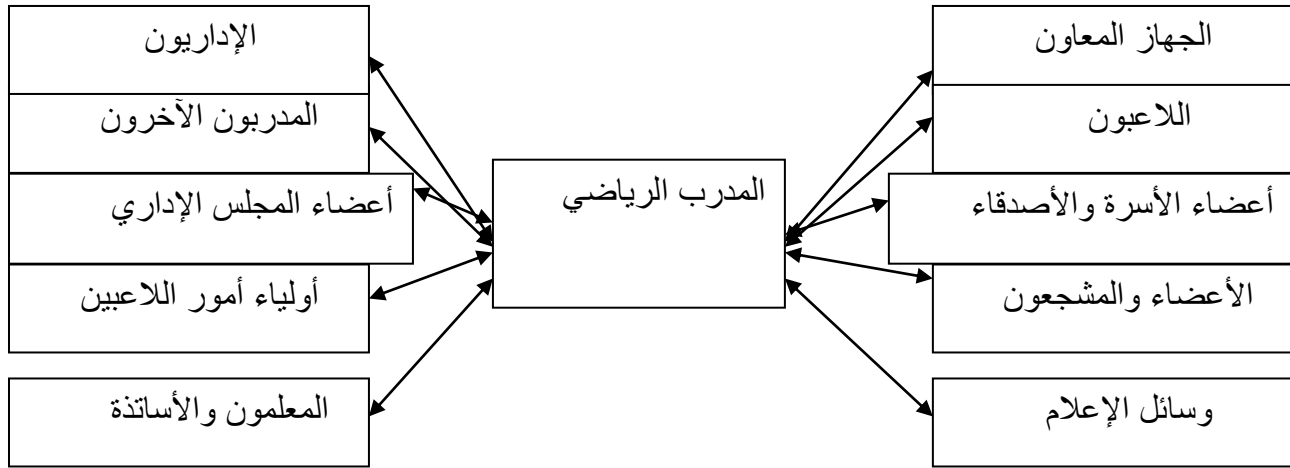 الجهاز المعاون
الإداريون
اللاعبون
المدربون الآخرون
المدرب الرياضي
أعضاء الأسرة والأصدقاء
أعضاء المجلس الإداري
الأعضاء والمشجعون
أولياء أمور اللاعبين
وسائل الإعلام
المعلمون والأساتذة